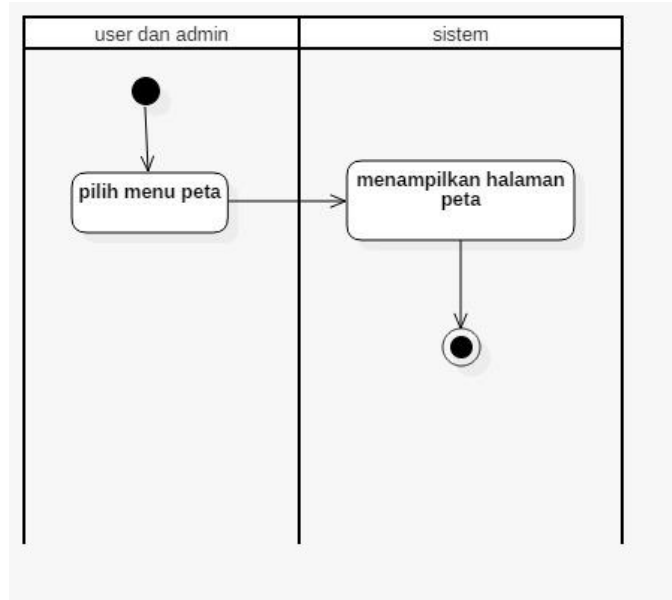 user dan admin
sistem
pilih menu peta
menampilkan halaman
peta